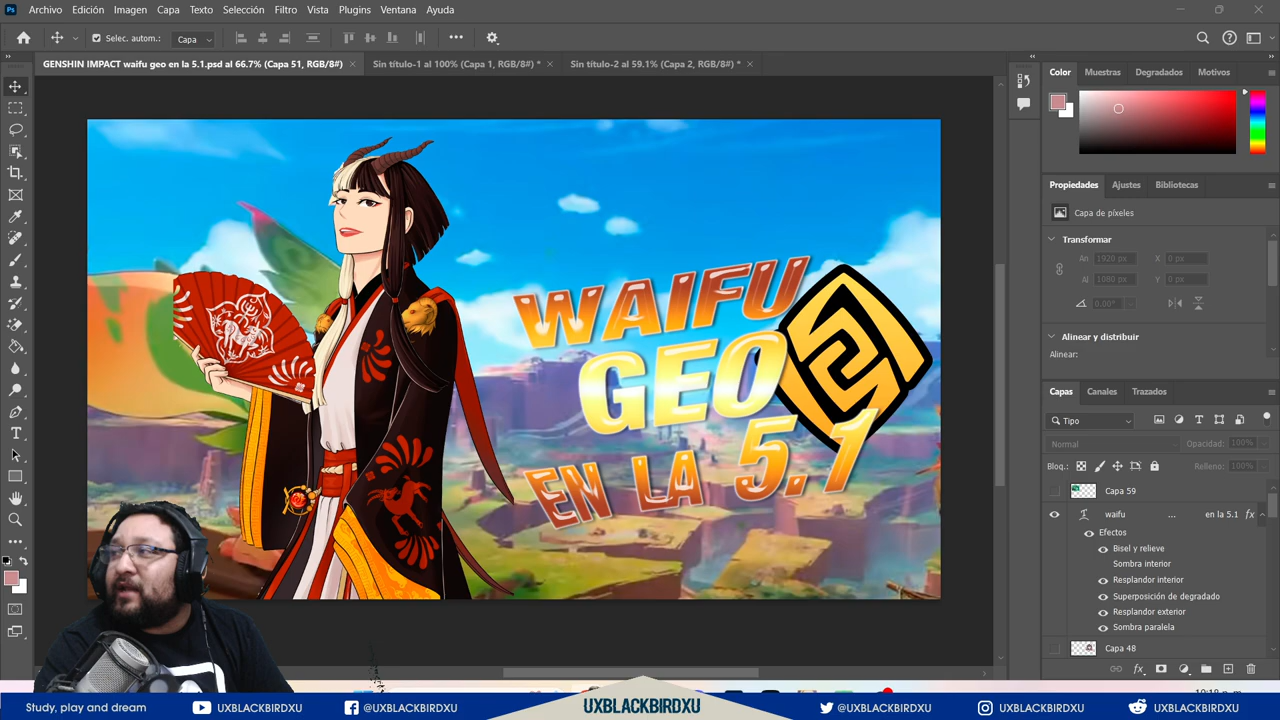 Archivo Edición Imagen Capa Texto Selección Filtro Vista Plugins Ventana Ayuda
Selec. autom.: Capa
GENSHIN IMPACT waifu geo en la 5.1.psd al 66.7% (Capa 51, RGB/8#)
Sin título-1 al 100% (Capa 1, RGB/8#) *
Sin título-2 al 59.1% (Capa 2, RGB/8#) *
Color Muestras Degradados Motivos
Propiedades Ajustes Bibliotecas
Capa de píxeles
Transformar
An 1920 px X 0 px
Al 1080 px Y 0 px
0.00°
Alinear y distribuir
Alinear:
Capas Canales Trazados
Tipo
Normal Opacidad: 100%
Bloq.: Relleno: 100%
Capa 59
waifu ... en la 5.1 fx
Efectos
Bisel y relieve
Sombra interior
Resplandor interior
Superposición de degradado
Resplandor exterior
Sombra paralela
Capa 48
WAIFU
GEO
EN LA 5.1
Study, play and dream
UXBLACKBIRDXU
@UXBLACKBIRDXU
UXBLACKBIRDXU
@UXBLACKBIRDXU
UXBLACKBIRDXU
UXBLACKBIRDXU